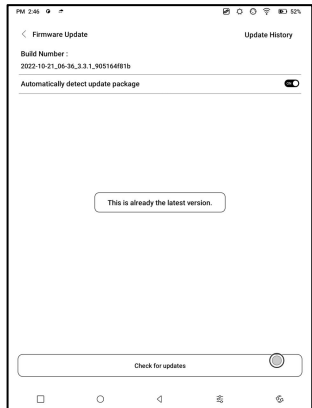 PM 2:46 52%
Firmware Update Update History
Build Number :
2022-10-21_06-36_3.3.1_905164f81b
Automatically detect update package ON
This is already the latest version.
Check for updates